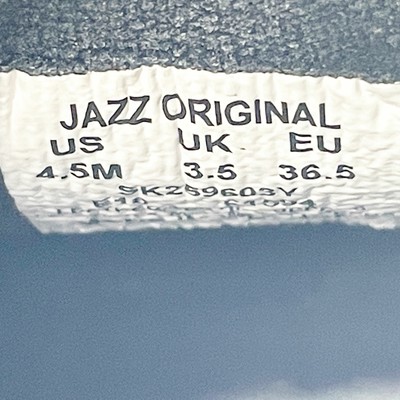 JAZZ ORIGINAL
US UK EU
4.5M 3.5 36.5
SK259603Y